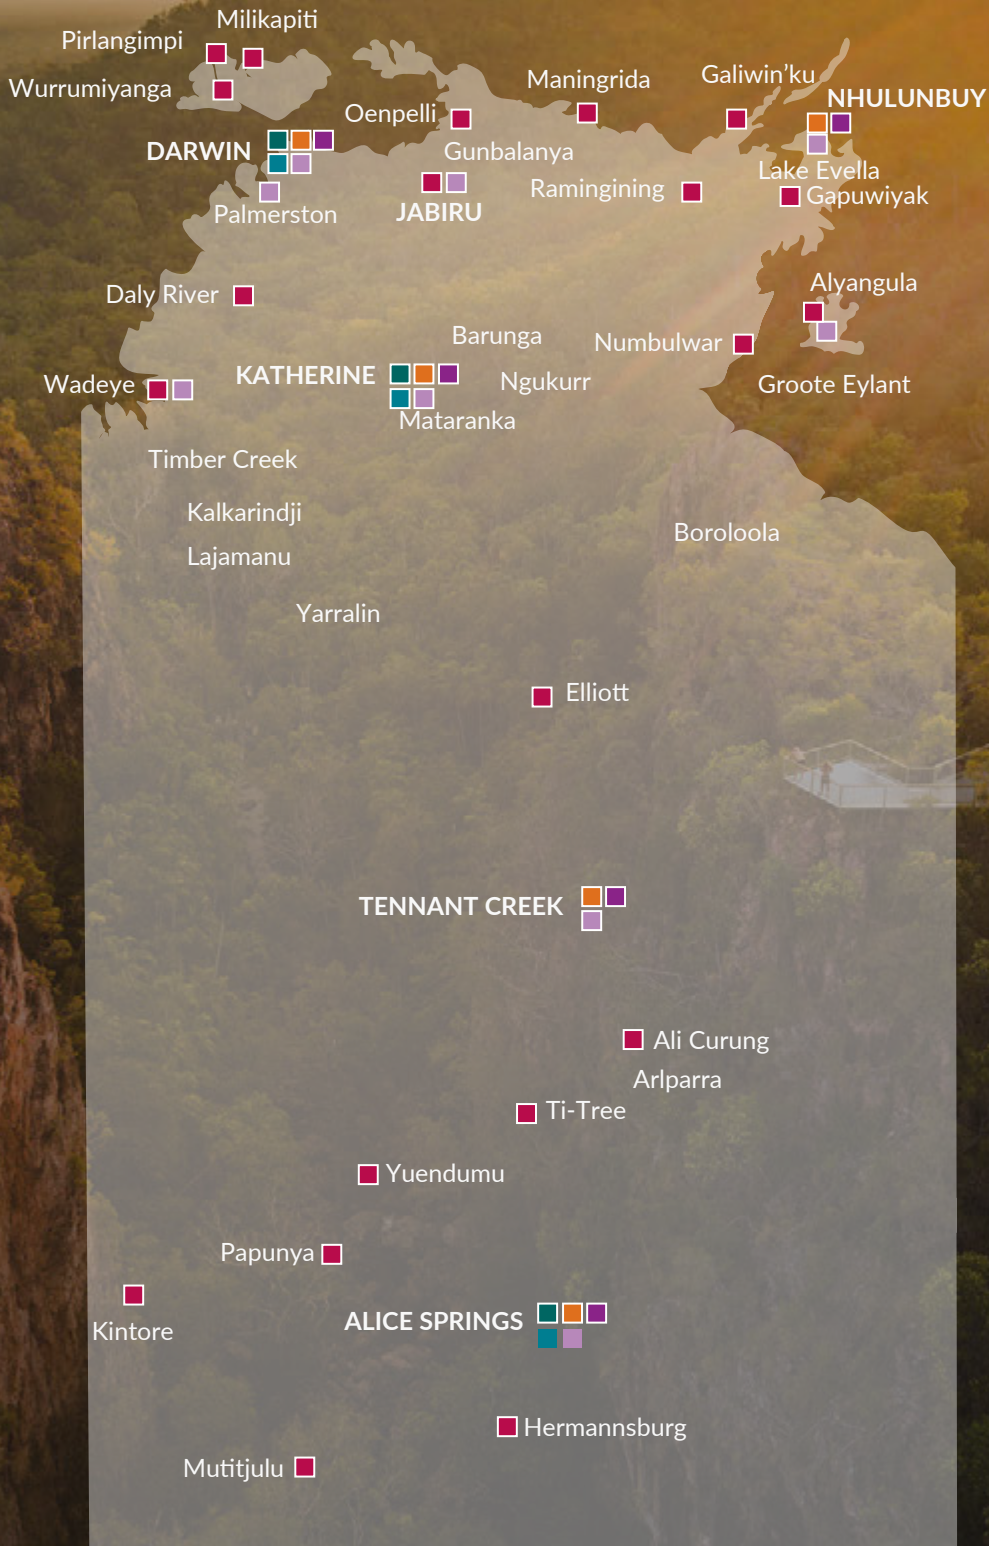 Milikapiti
Pirlangimpi
Wurrumiyanga
Maningrida
Galiwin’ku
NHULUNBUY
Oenpelli
DARWIN
Gunbalanya
Lake Evella
Ramingining
Gapuwiyak
JABIRU
Palmerston
Alyangula
Daly River
Barunga
Numbulwar
KATHERINE
Ngukurr
Wadeye
Groote Eylant
Mataranka
Timber Creek
Kalkarindji
Boroloola
Lajamanu
Yarralin
Elliott
TENNANT CREEK
Ali Curung
Arlparra
Ti-Tree
Yuendumu
Papunya
ALICE SPRINGS
Kintore
Hermannsburg
Mutitjulu